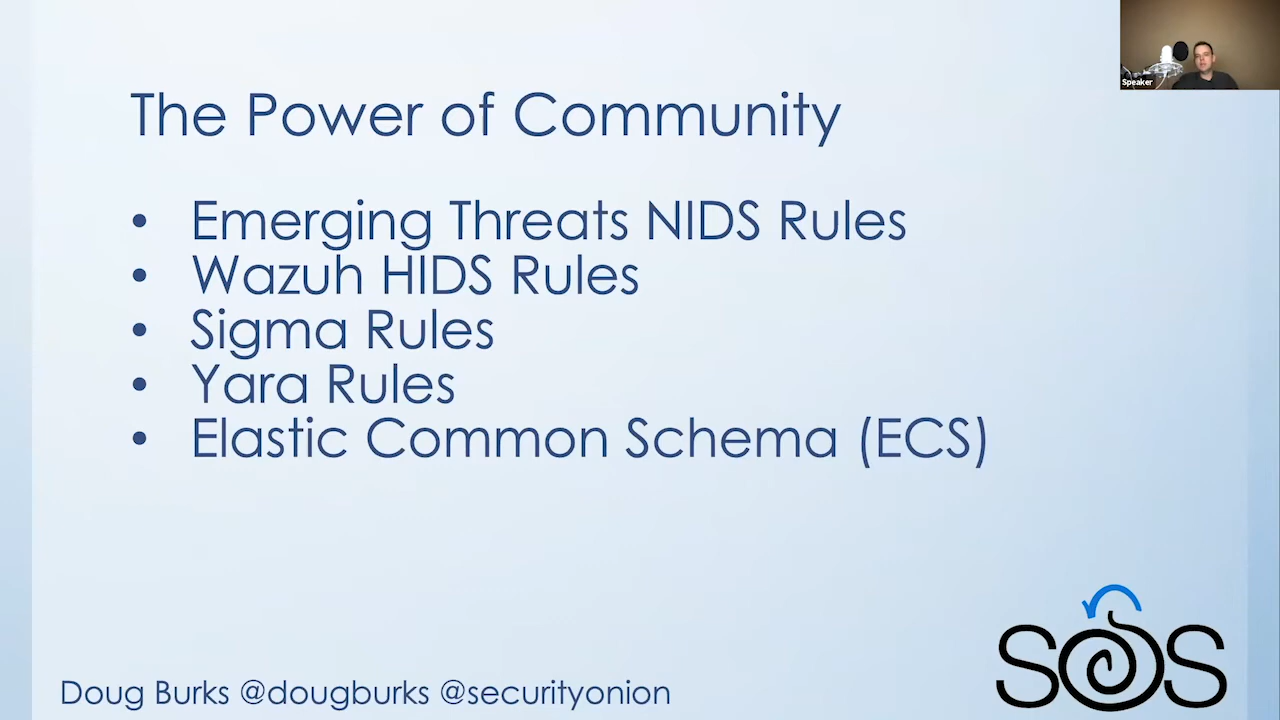 Speaker
The Power of Community
• Emerging Threats NIDS Rules
• Wazuh HIDS Rules
• Sigma Rules
• Yara Rules
• Elastic Common Schema (ECS)
SOS
Doug Burks @dougburks @securityonion